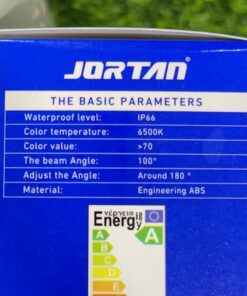 JORTAN®
THE BASIC PARAMETERS
Waterproof level: IP66
Color temperature: 6500K
Color value: >70
The beam Angle: 100°
Adjust the Angle: Around 180 °
Material: Engineering ABS
Energ
A
A